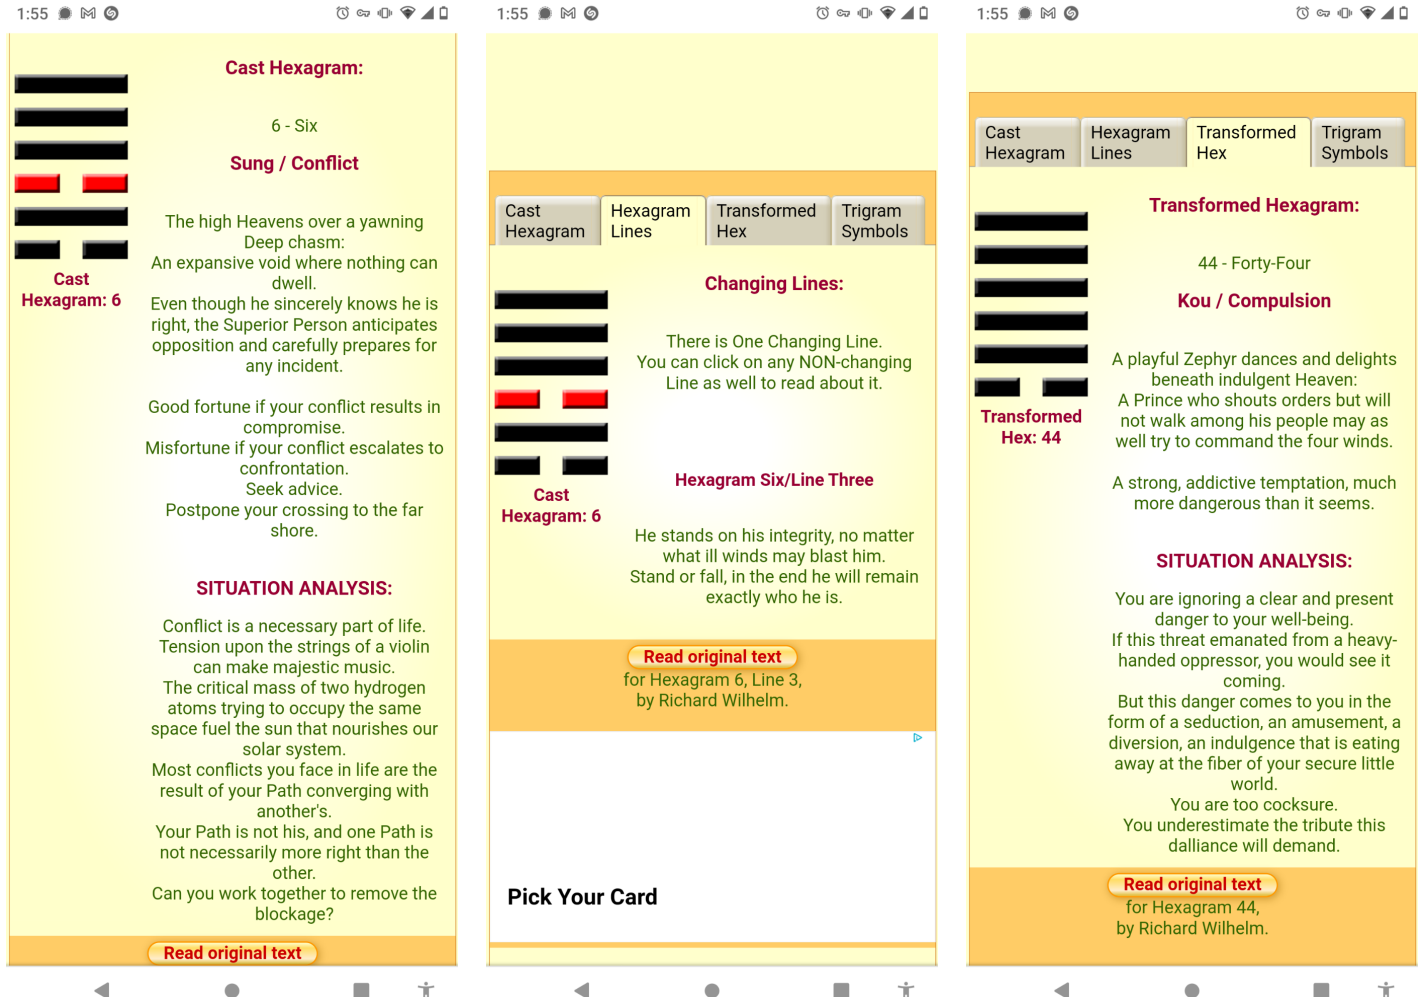 1:55
Cast Hexagram:
6 - Six
Sung / Conflict
The high Heavens over a yawning
Deep chasm:
An expansive void where nothing can
dwell.
Even though he sincerely knows he is
right, the Superior Person anticipates
opposition and carefully prepares for
any incident.
Good fortune if your conflict results in
compromise.
Misfortune if your conflict escalates to
confrontation.
Seek advice.
Postpone your crossing to the far
shore.
Cast
Hexagram: 6
SITUATION ANALYSIS:
Conflict is a necessary part of life.
Tension upon the strings of a violin
can make majestic music.
The critical mass of two hydrogen
atoms trying to occupy the same
space fuel the sun that nourishes our
solar system.
Most conflicts you face in life are the
result of your Path converging with
another's.
Your Path is not his, and one Path is
not necessarily more right than the
other.
Can you work together to remove the
blockage?
Read original text
1:55
Cast
Hexagram
Hexagram
Lines
Transformed
Hex
Trigram
Symbols
Changing Lines:
There is One Changing Line.
You can click on any NON-changing
Line as well to read about it.
Cast
Hexagram: 6
Hexagram Six/Line Three
He stands on his integrity, no matter
what ill winds may blast him.
Stand or fall, in the end he will remain
exactly who he is.
Read original text
for Hexagram 6, Line 3,
by Richard Wilhelm.
Pick Your Card
1:55
Cast
Hexagram
Hexagram
Lines
Transformed
Hex
Trigram
Symbols
Transformed Hexagram:
44 - Forty-Four
Kou / Compulsion
A playful Zephyr dances and delights
beneath indulgent Heaven:
A Prince who shouts orders but will
not walk among his people may as
well try to command the four winds.
A strong, addictive temptation, much
more dangerous than it seems.
Transformed
Hex: 44
SITUATION ANALYSIS:
You are ignoring a clear and present
danger to your well-being.
If this threat emanated from a heavy-
handed oppressor, you would see it
coming.
But this danger comes to you in the
form of a seduction, an amusement, a
diversion, an indulgence that is eating
away at the fiber of your secure little
world.
You are too cocksure.
You underestimate the tribute this
dalliance will demand.
Read original text
for Hexagram 44,
by Richard Wilhelm.